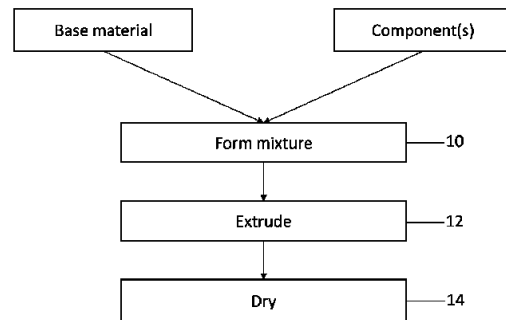 Base material
Component(s)
Form mixture
10
Extrude
12
Dry
14